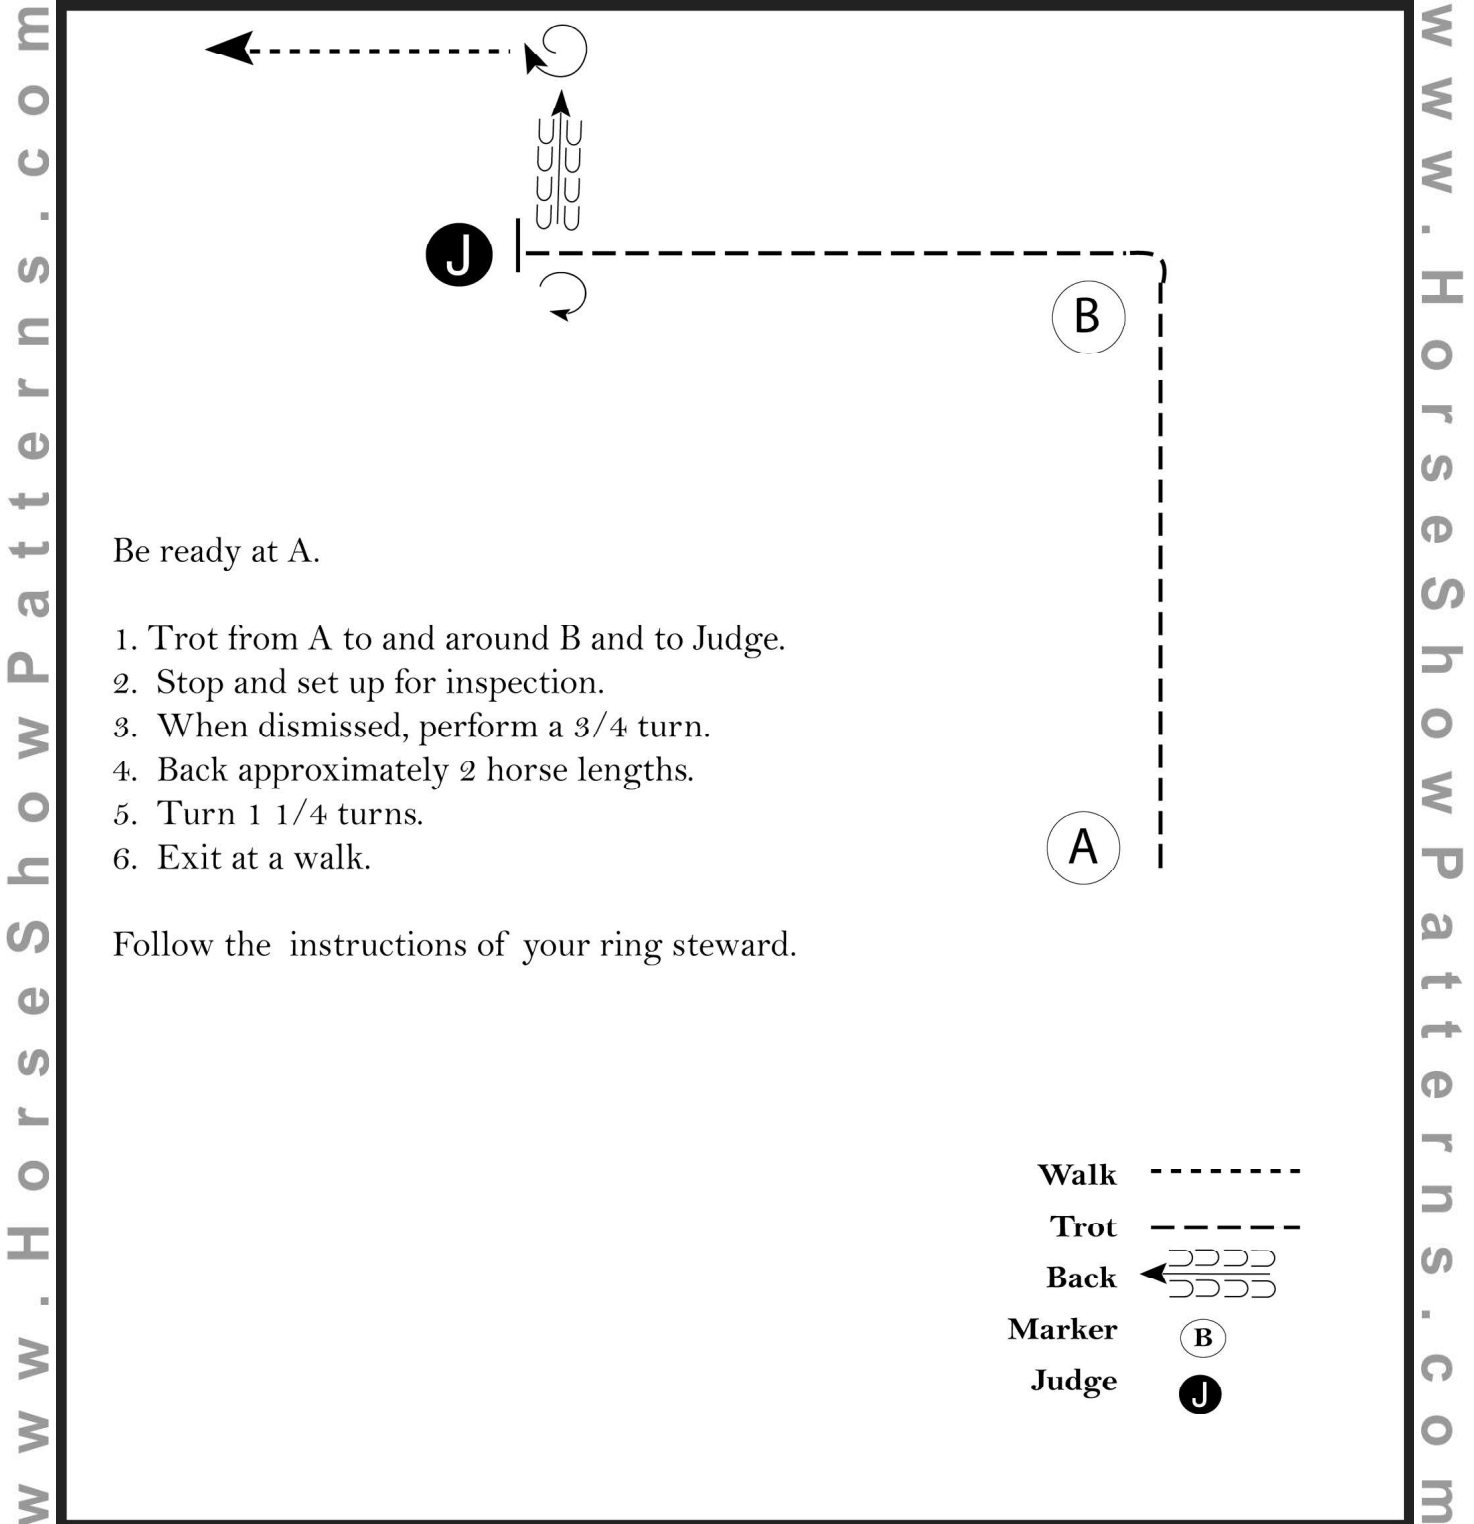 www.HorseShowPatterns.com
J
B
Be ready at A.
1. Trot from A to and around B and to Judge.
2. Stop and set up for inspection.
3. When dismissed, perform a 3/4 turn.
4. Back approximately 2 horse lengths.
5. Turn 1 1/4 turns.
6. Exit at a walk.
A
Follow the instructions of your ring steward.
Walk
Trot
Back
Marker B
Judge J
www.HorseShowPatterns.com